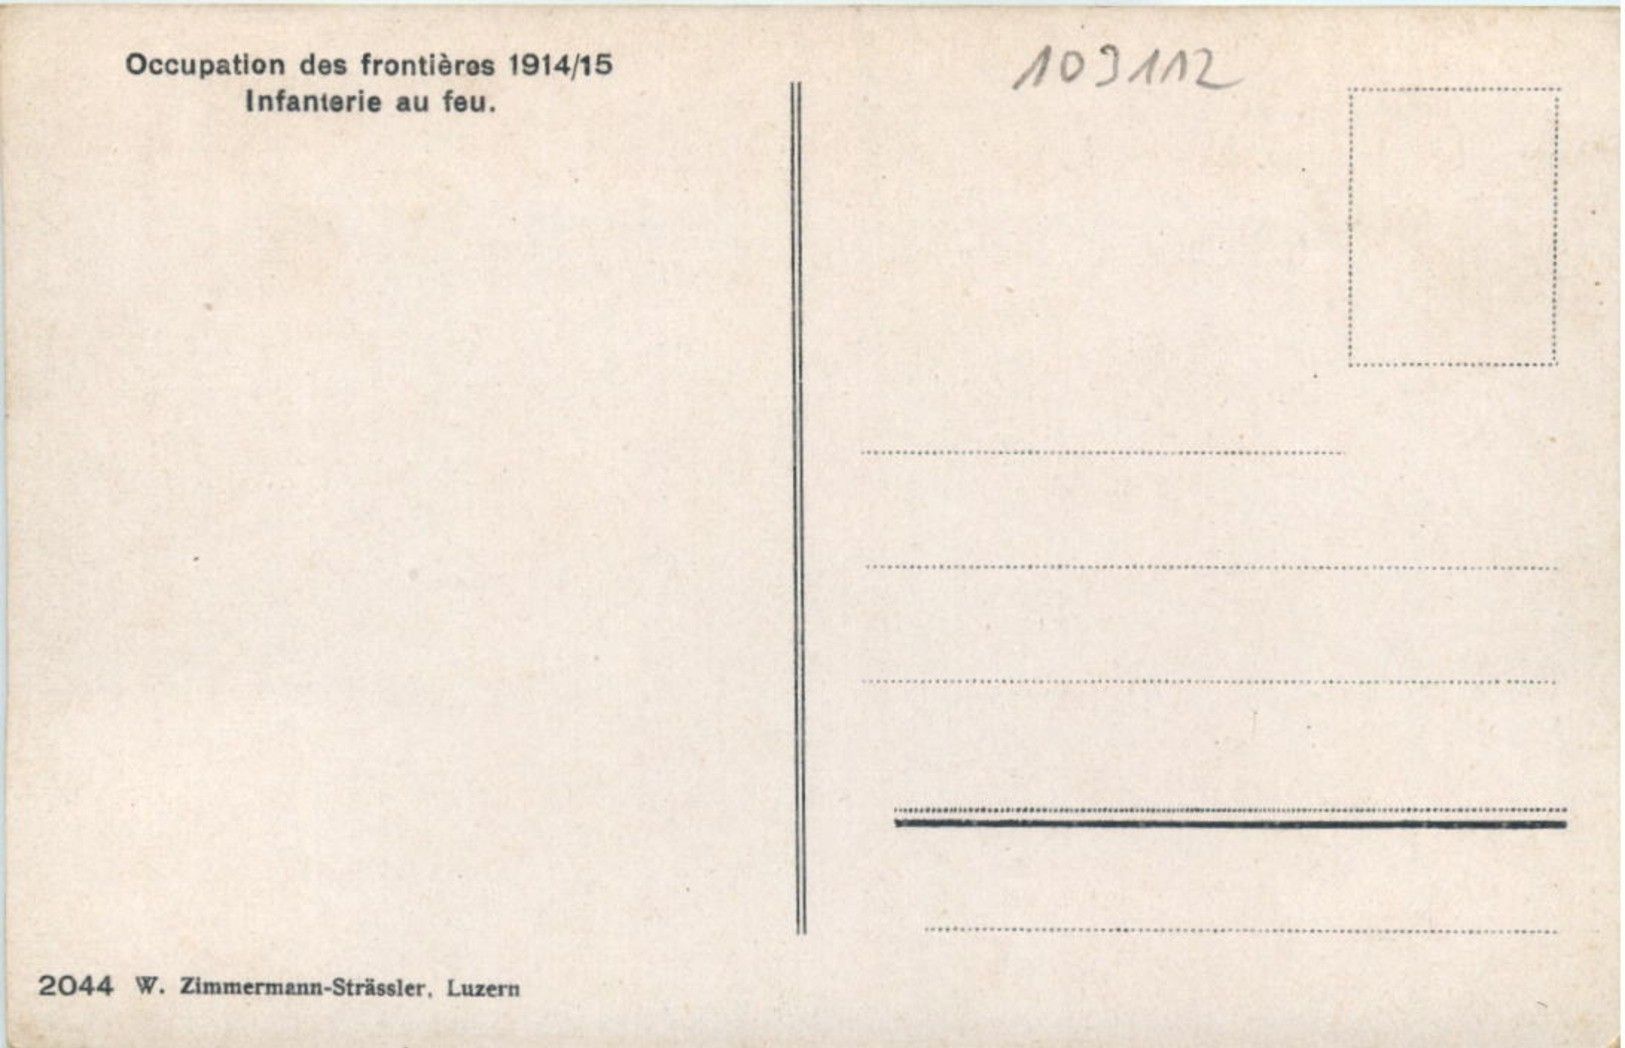 Occupation des frontières 1914/15
Infanterie au feu.
103112
2044 W. Zimmermann-Strässler, Luzern